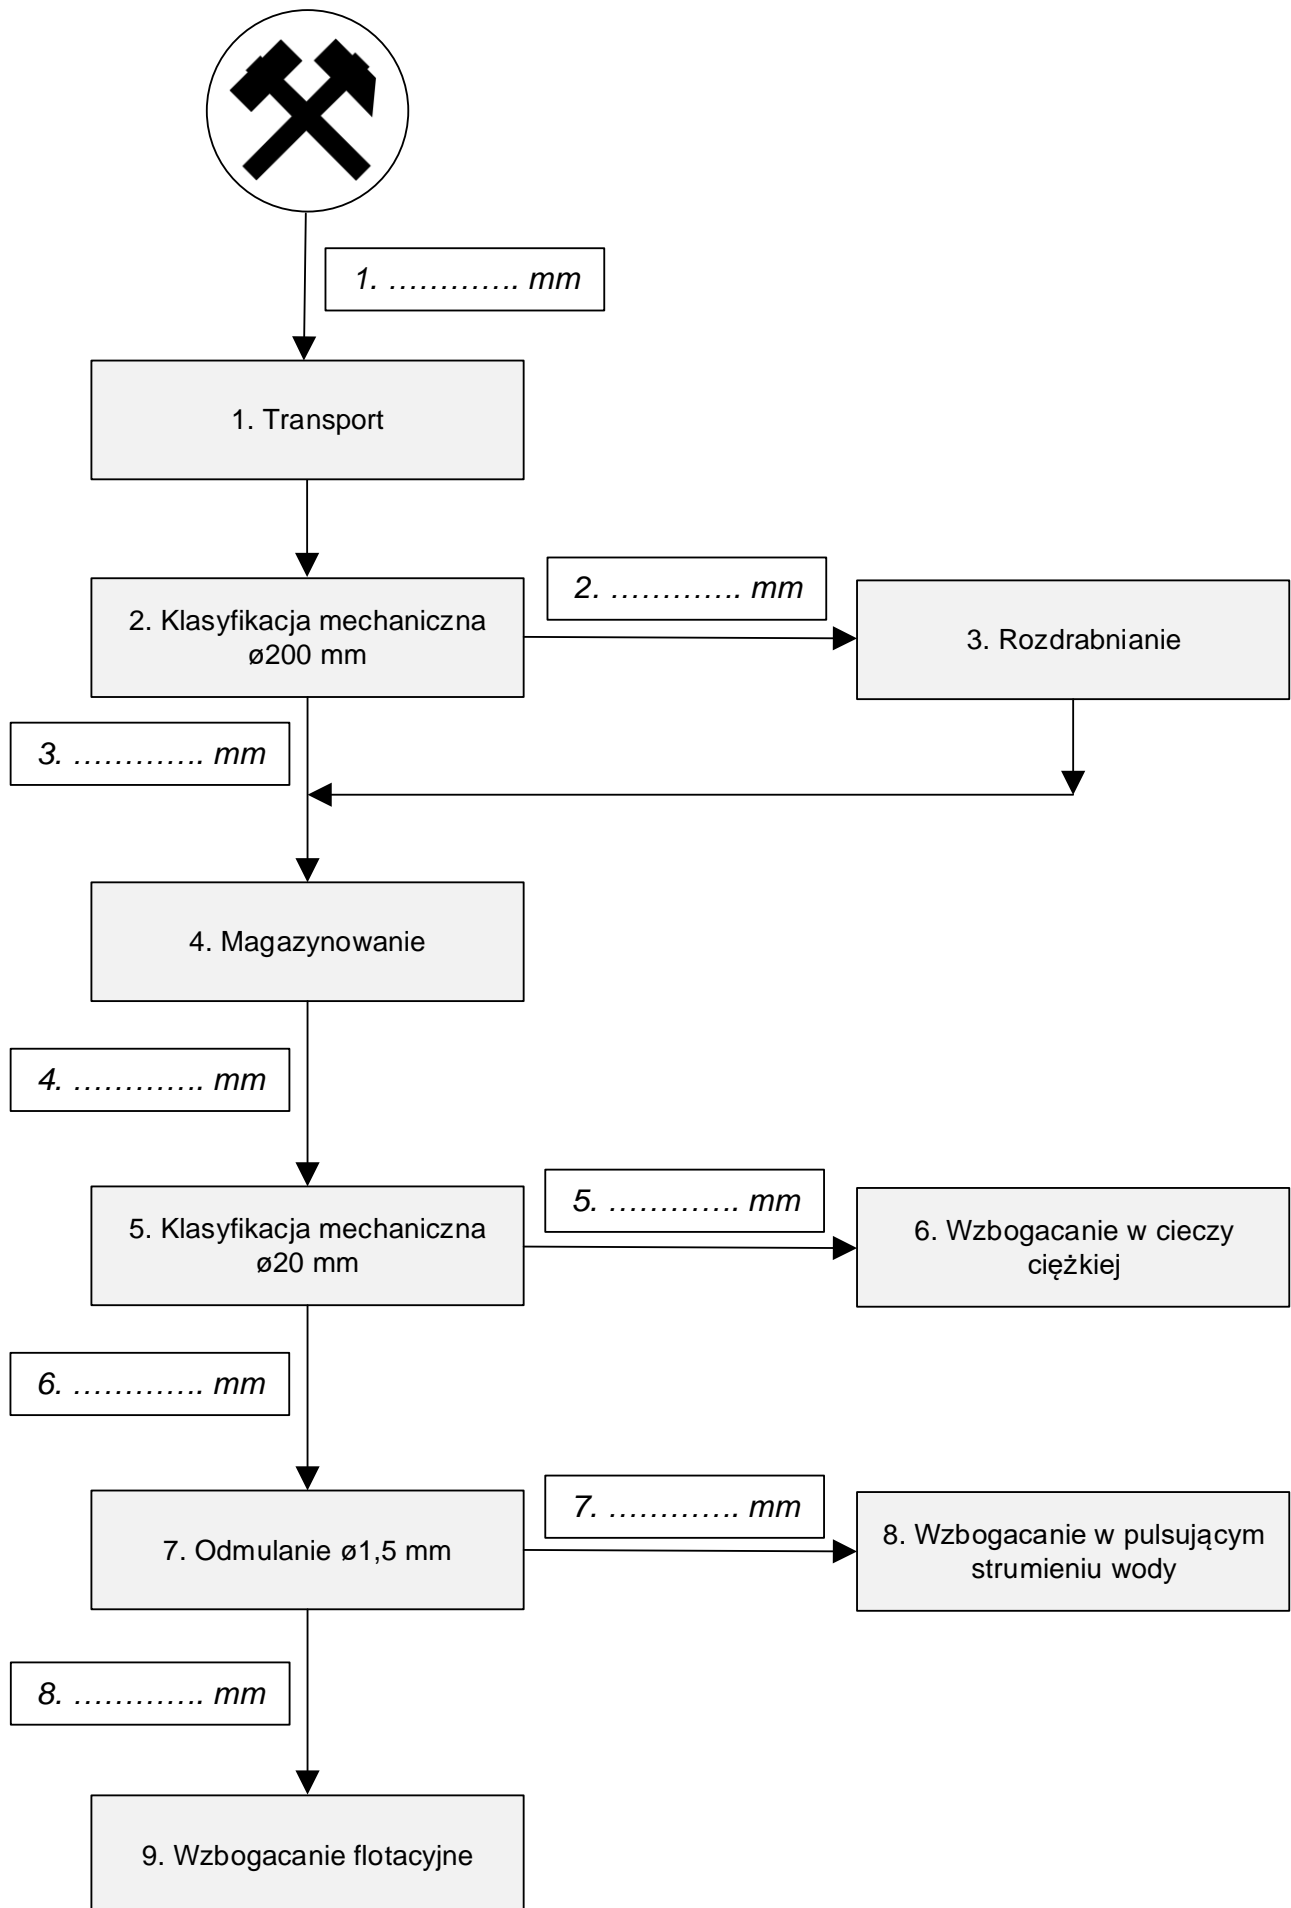 1. …………. mm
1. Transport
2. Klasyfikacja mechaniczna
ø200 mm
2. …………. mm
3. Rozdrabnianie
3. …………. mm
4. Magazynowanie
4. …………. mm
5. Klasyfikacja mechaniczna
ø20 mm
5. …………. mm
6. Wzbogacanie w cieczy
ciężkiej
6. …………. mm
7. Odmulanie ø1,5 mm
7. …………. mm
8. Wzbogacanie w pulsującym
strumieniu wody
8. …………. mm
9. Wzbogacanie flotacyjne